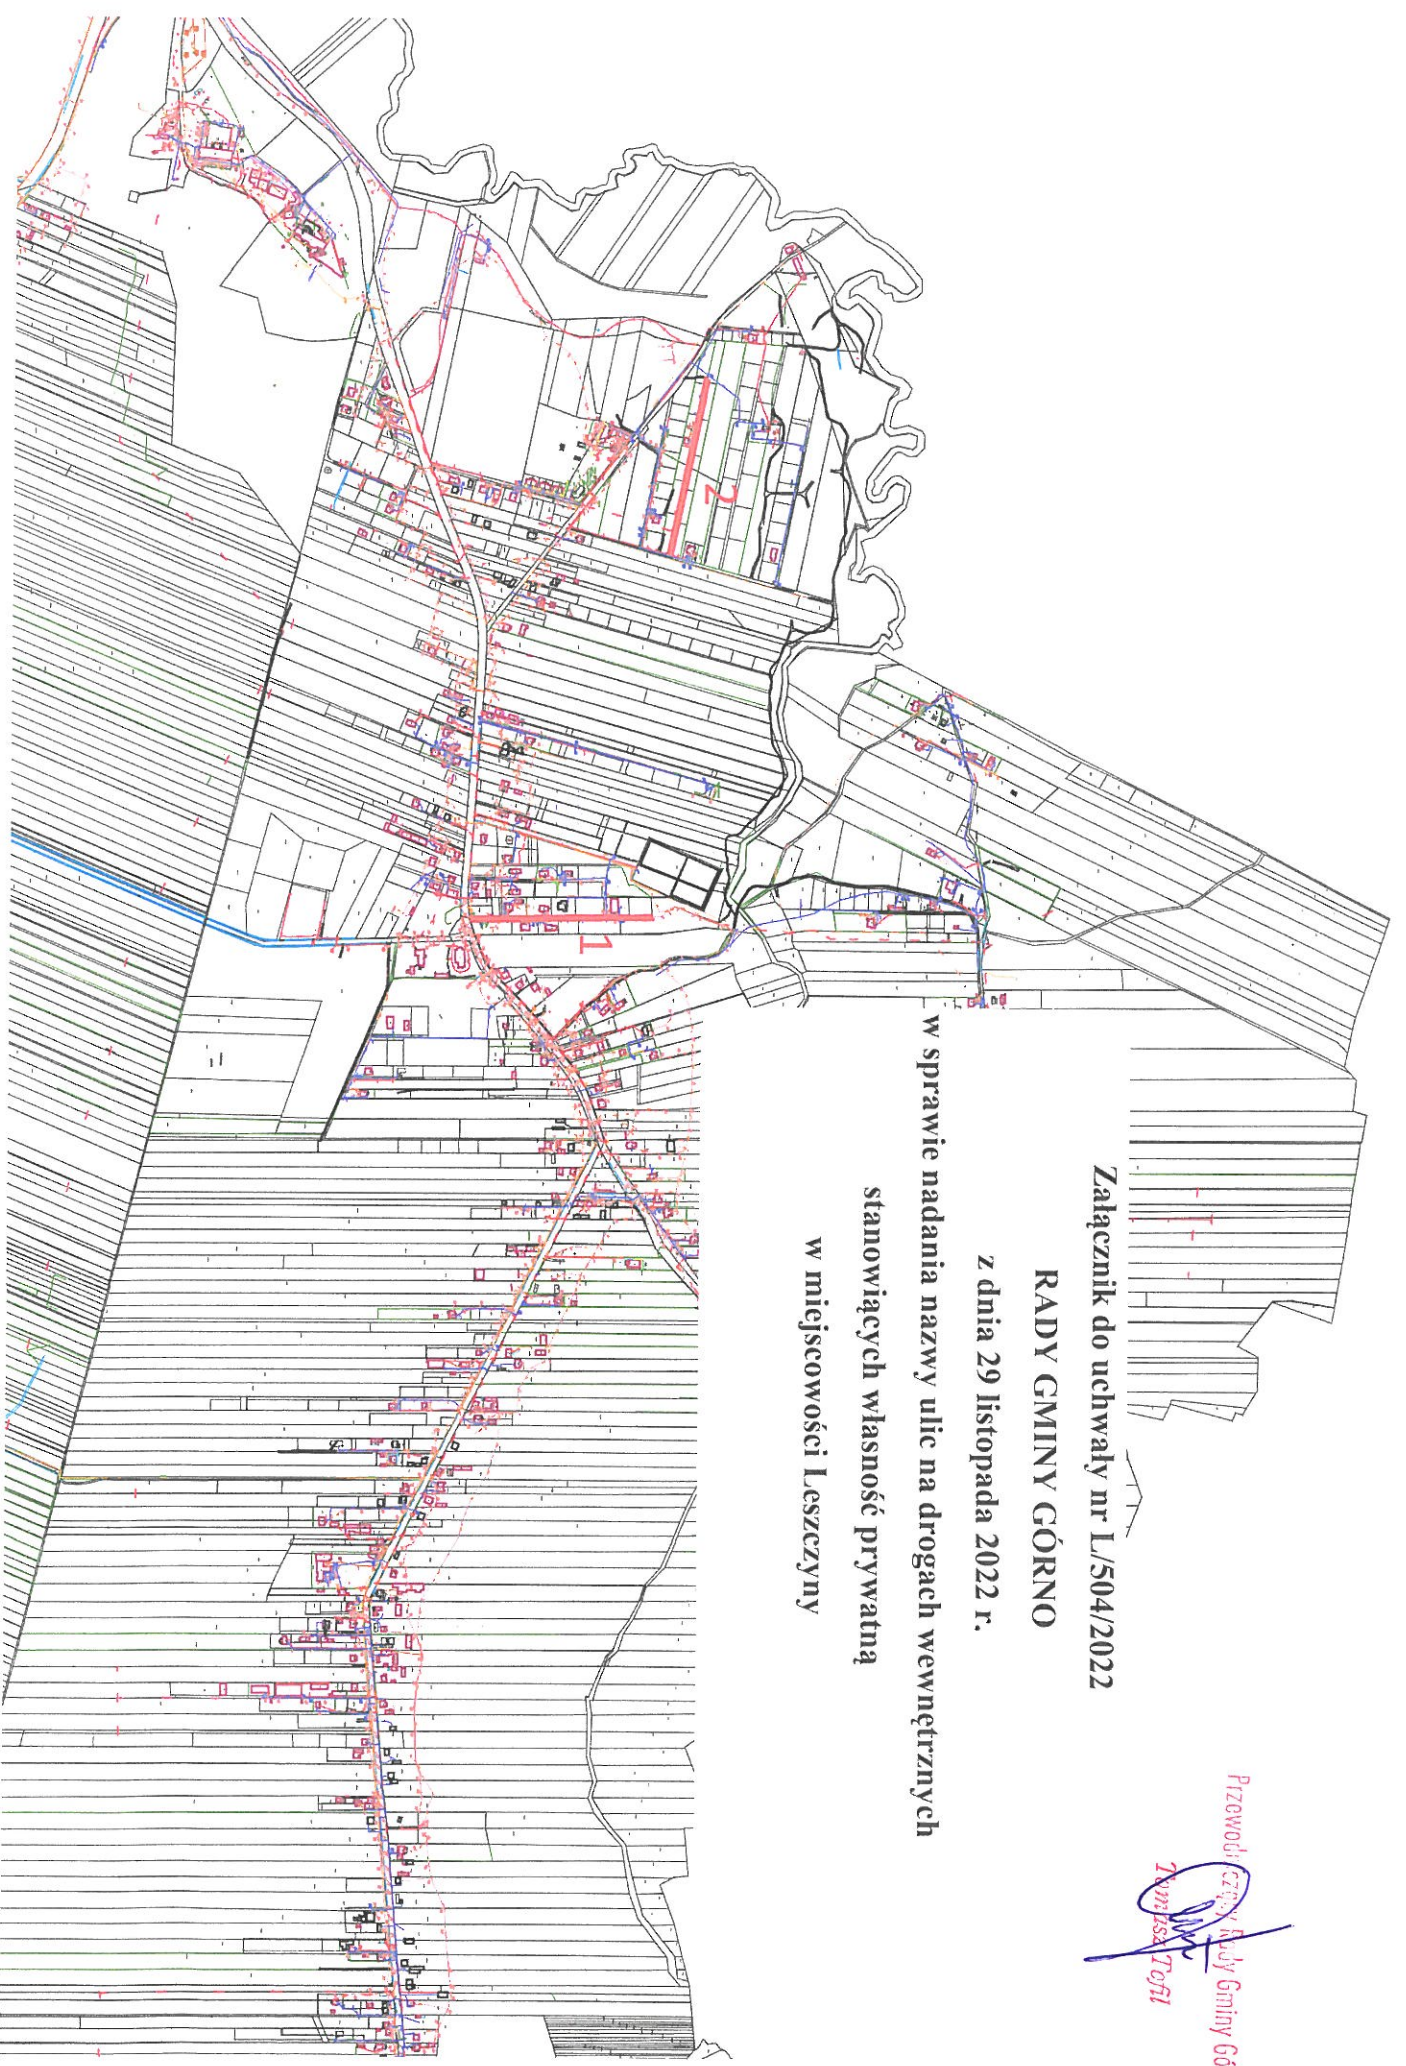 Załącznik do uchwały nr L/504/2022
RADY GMINY GÓRNO
z dnia 29 listopada 2022 r.
w sprawie nadania nazwy ulic na drogach wewnętrznych
stanowiących własność prywatną
w miejscowości Leszczyny
Rady Gminy
Tomasz Tofil
2
1